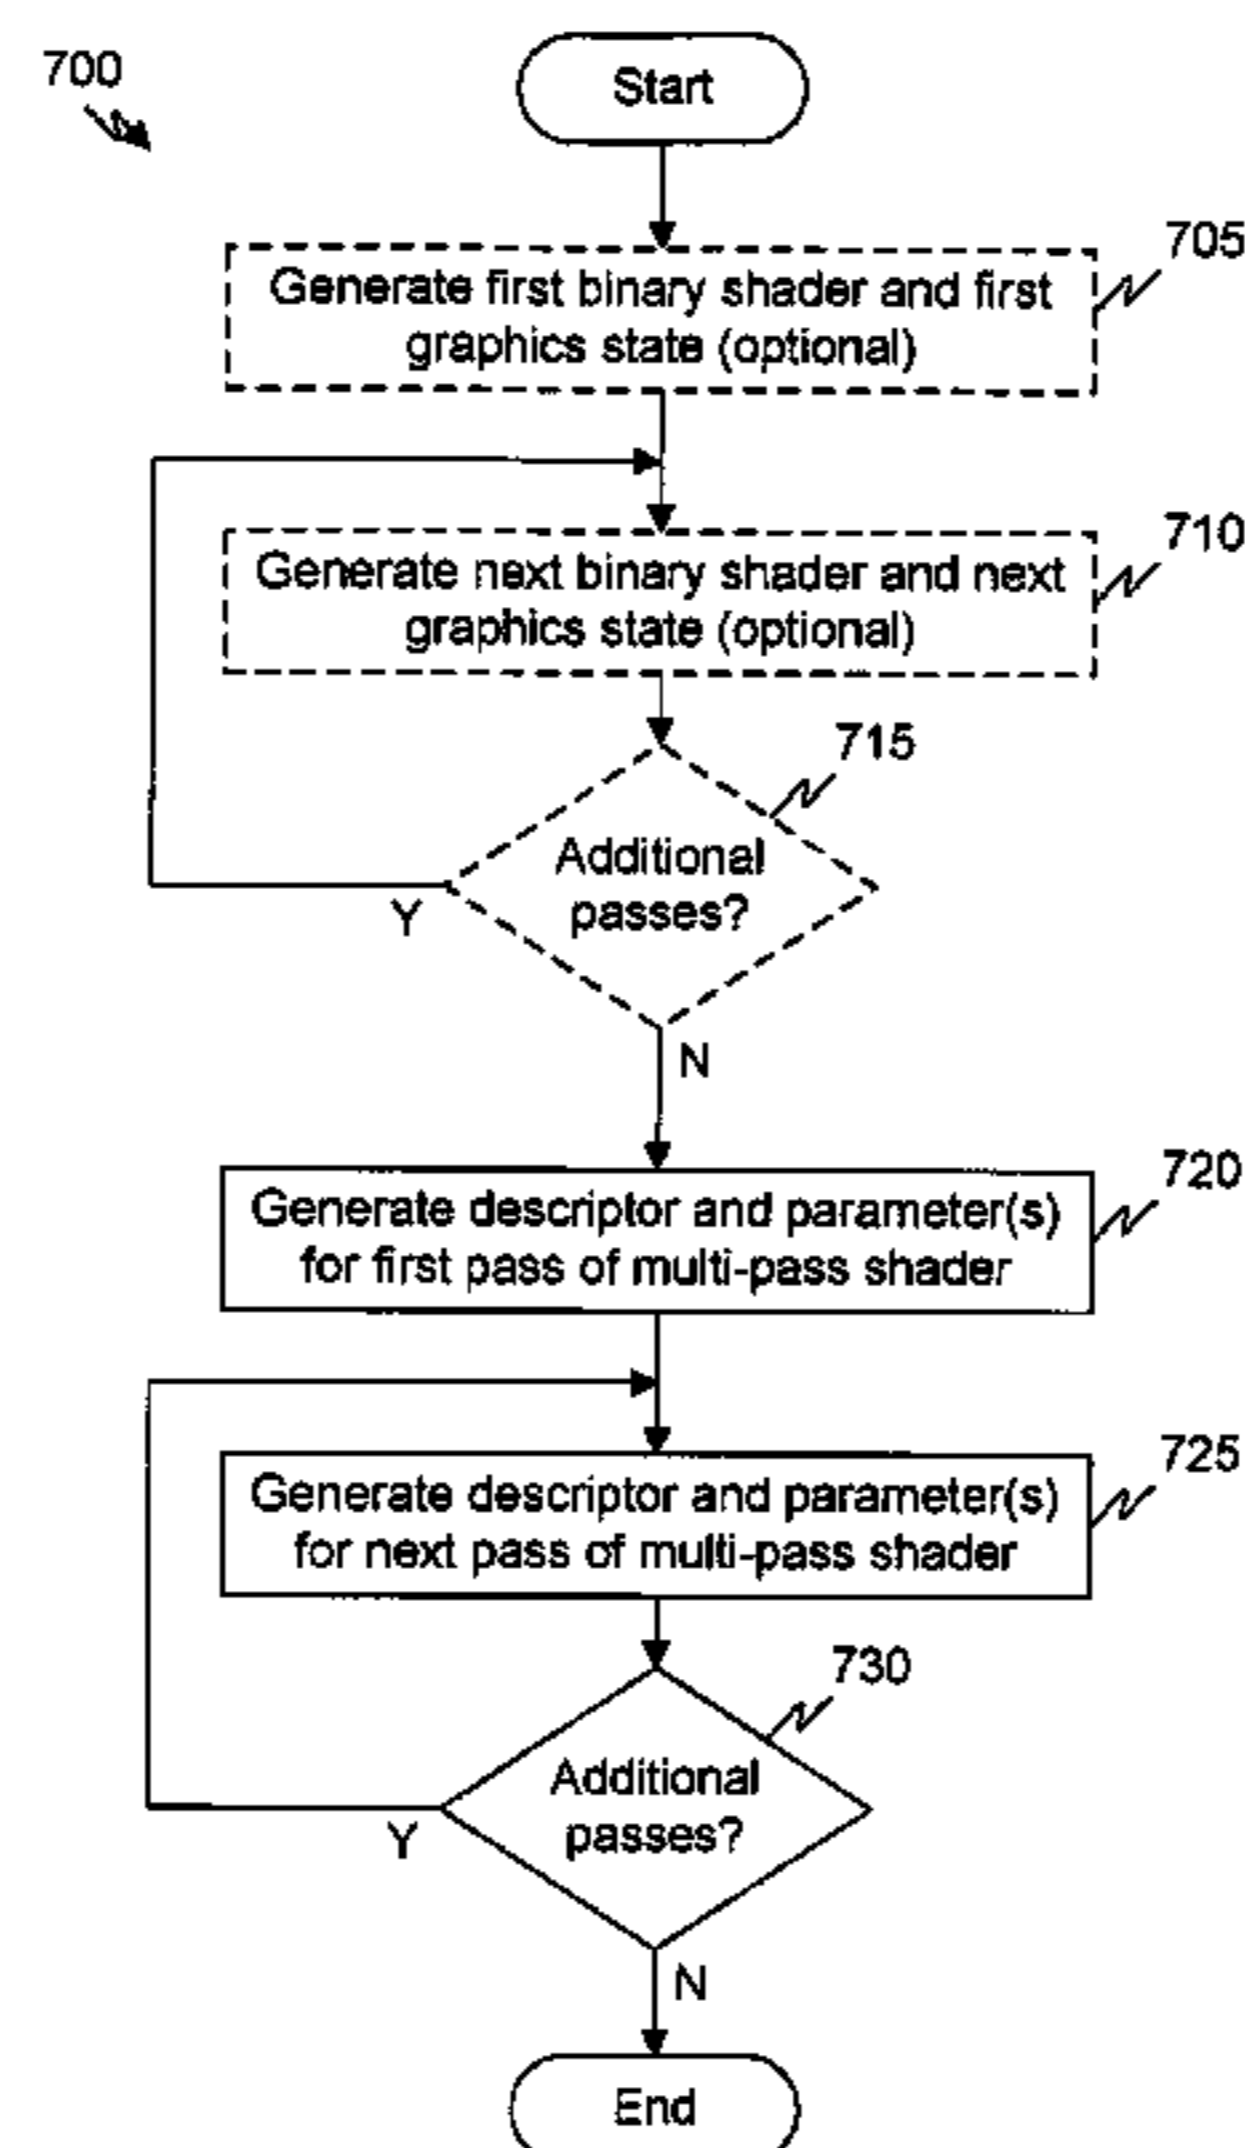 700
Start
705
Generate first binary shader and first
graphics state (optional)
710
Generate next binary shader and next
graphics state (optional)
715
Additional
passes?
Y
N
720
Generate descriptor and parameter(s)
for first pass of multi-pass shader
725
Generate descriptor and parameter(s)
for next pass of multi-pass shader
730
Additional
passes?
Y
N
End